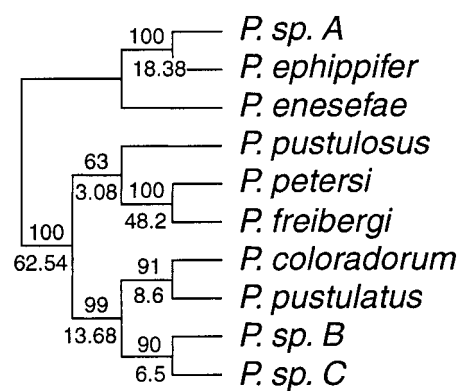 P. sp. A
100
18.38
P. ephippifer
P. enesefae
P. pustulosus
63
3.08
P. petersi
100
48.2
P. freibergi
100
62.54
P. coloradorum
91
8.6
P. pustulatus
99
13.68
P. sp. B
90
6.5
P. sp. C